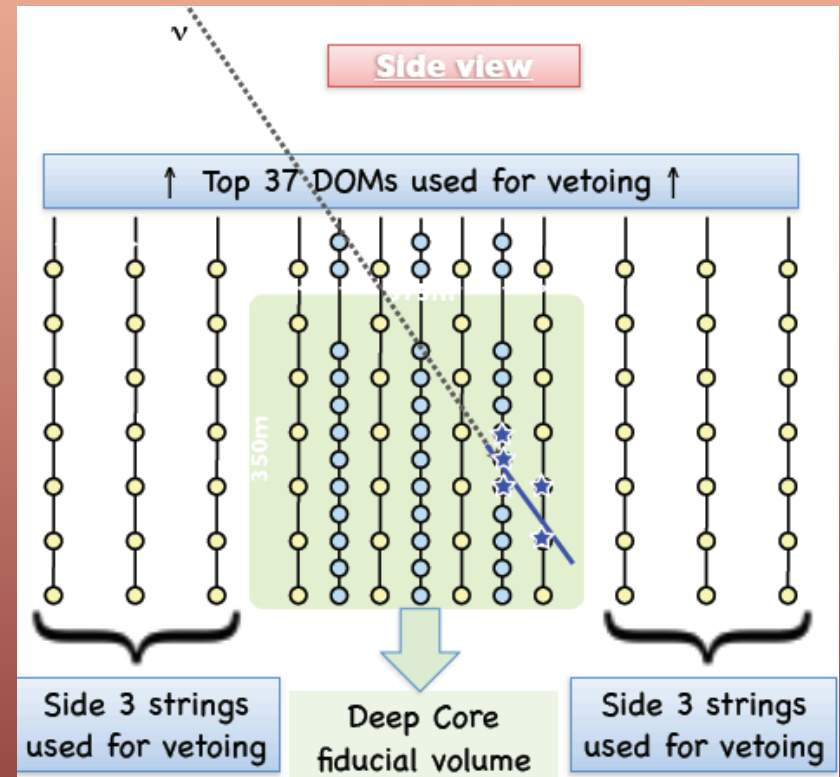 ν
Side view
↑ Top 37 DOMs used for vetoing ↑
350m
Side 3 strings
used for vetoing
Deep Core
fiducial volume
Side 3 strings
used for vetoing